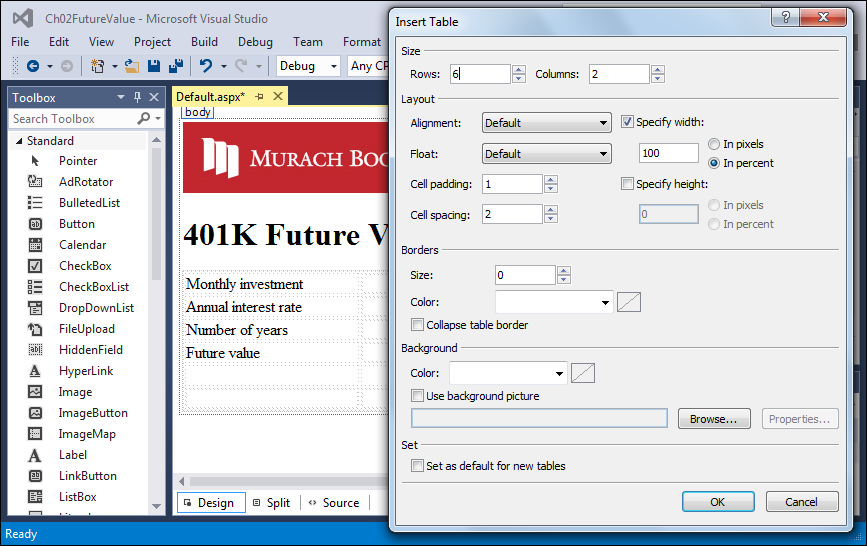 Ch02FutureValue - Microsoft Visual Studio
File Edit View Project Build Debug Team Format
Debug Any CP
Toolbox
Search Toolbox
Standard
Pointer
AdRotator
BulletedList
Button
Calendar
CheckBox
CheckBoxList
DropDownList
FileUpload
HiddenField
HyperLink
Image
ImageButton
ImageMap
Label
LinkButton
ListBox
Default.aspx*
body
MURACH BOO
401K Future V
Monthly investment
Annual interest rate
Number of years
Future value
Design Split Source
Ready
Insert Table
Size
Rows: 6 Columns: 2
Layout
Alignment: Default Specify width:
Float: Default 100 In pixels
In percent
Cell padding: 1 Specify height:
Cell spacing: 2 0 In pixels
In percent
Borders
Size: 0
Color:
Collapse table border
Background
Color:
Use background picture
Browse... Properties...
Set
Set as default for new tables
OK Cancel